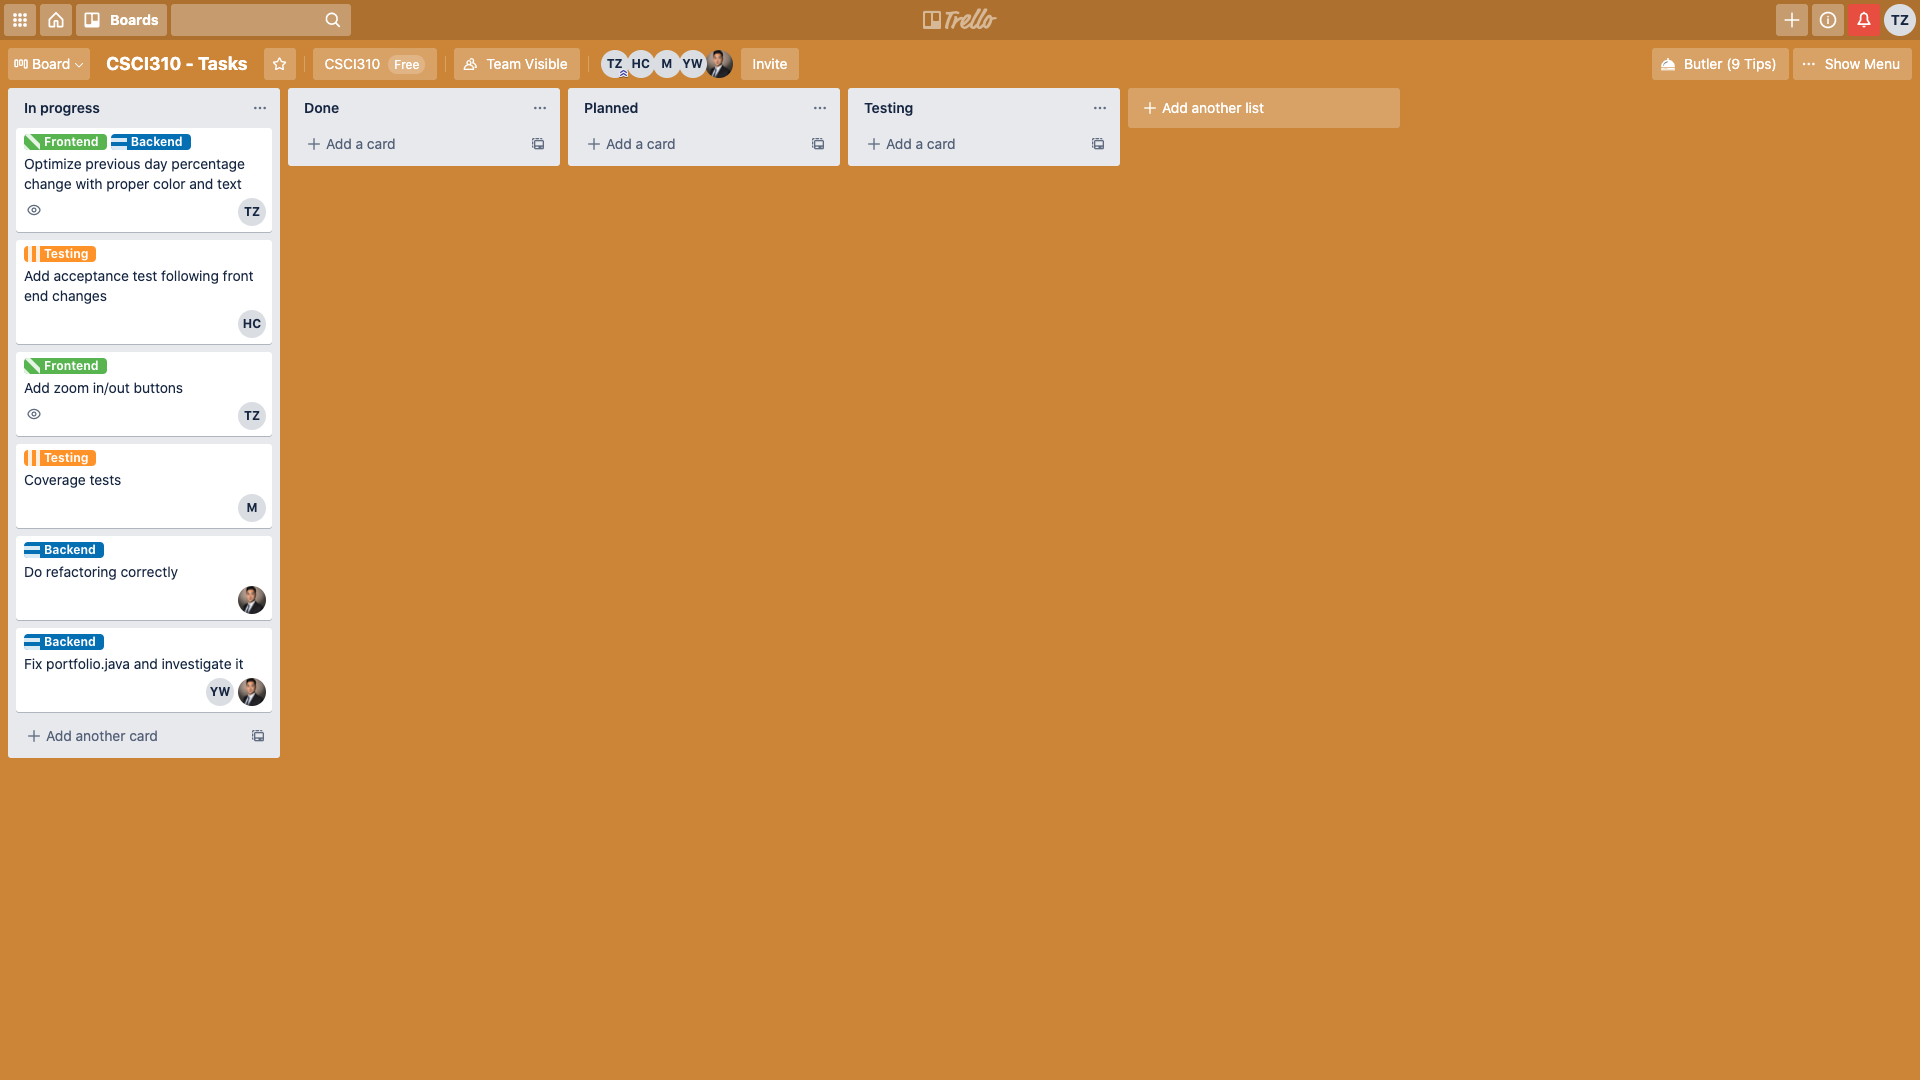 Boards
Trello
TZ
Board
CSCI310 - Tasks
CSCI310 Free
Team Visible
TZ HC M YW
Invite
Butler (9 Tips)
Show Menu
In progress
Frontend Backend
Optimize previous day percentage
change with proper color and text
TZ
Testing
Add acceptance test following front
end changes
HC
Frontend
Add zoom in/out buttons
TZ
Testing
Coverage tests
M
Backend
Do refactoring correctly
Backend
Fix portfolio.java and investigate it
YW
Add another card
Done
Add a card
Planned
Add a card
Testing
Add a card
Add another list